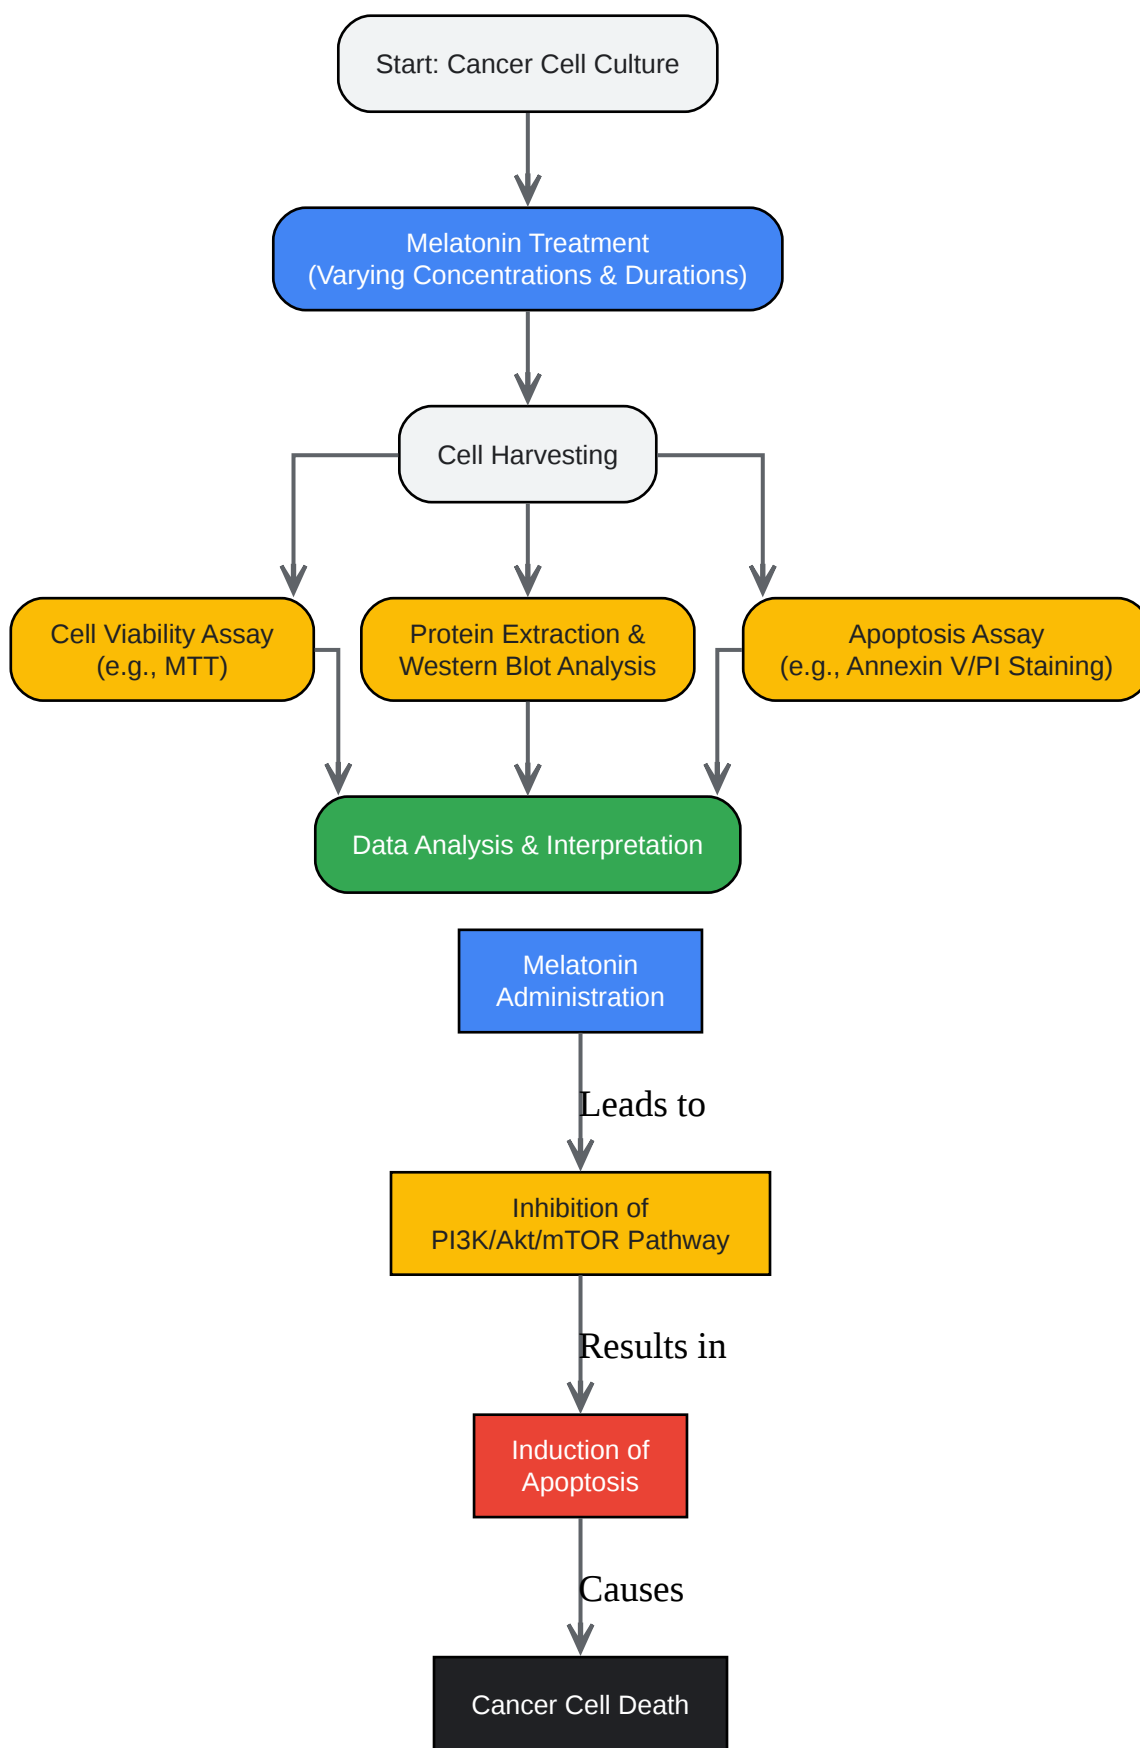 Start: Cancer Cell Culture
Melatonin Treatment
(Varying Concentrations & Durations)
Cell Harvesting
Cell Viability Assay
(e.g., MTT)
Protein Extraction &
Western Blot Analysis
Apoptosis Assay
(e.g., Annexin V/PI Staining)
Data Analysis & Interpretation
Melatonin
Administration
Leads to
Inhibition of
PI3K/Akt/mTOR Pathway
Results in
Induction of
Apoptosis
Causes
Cancer Cell Death